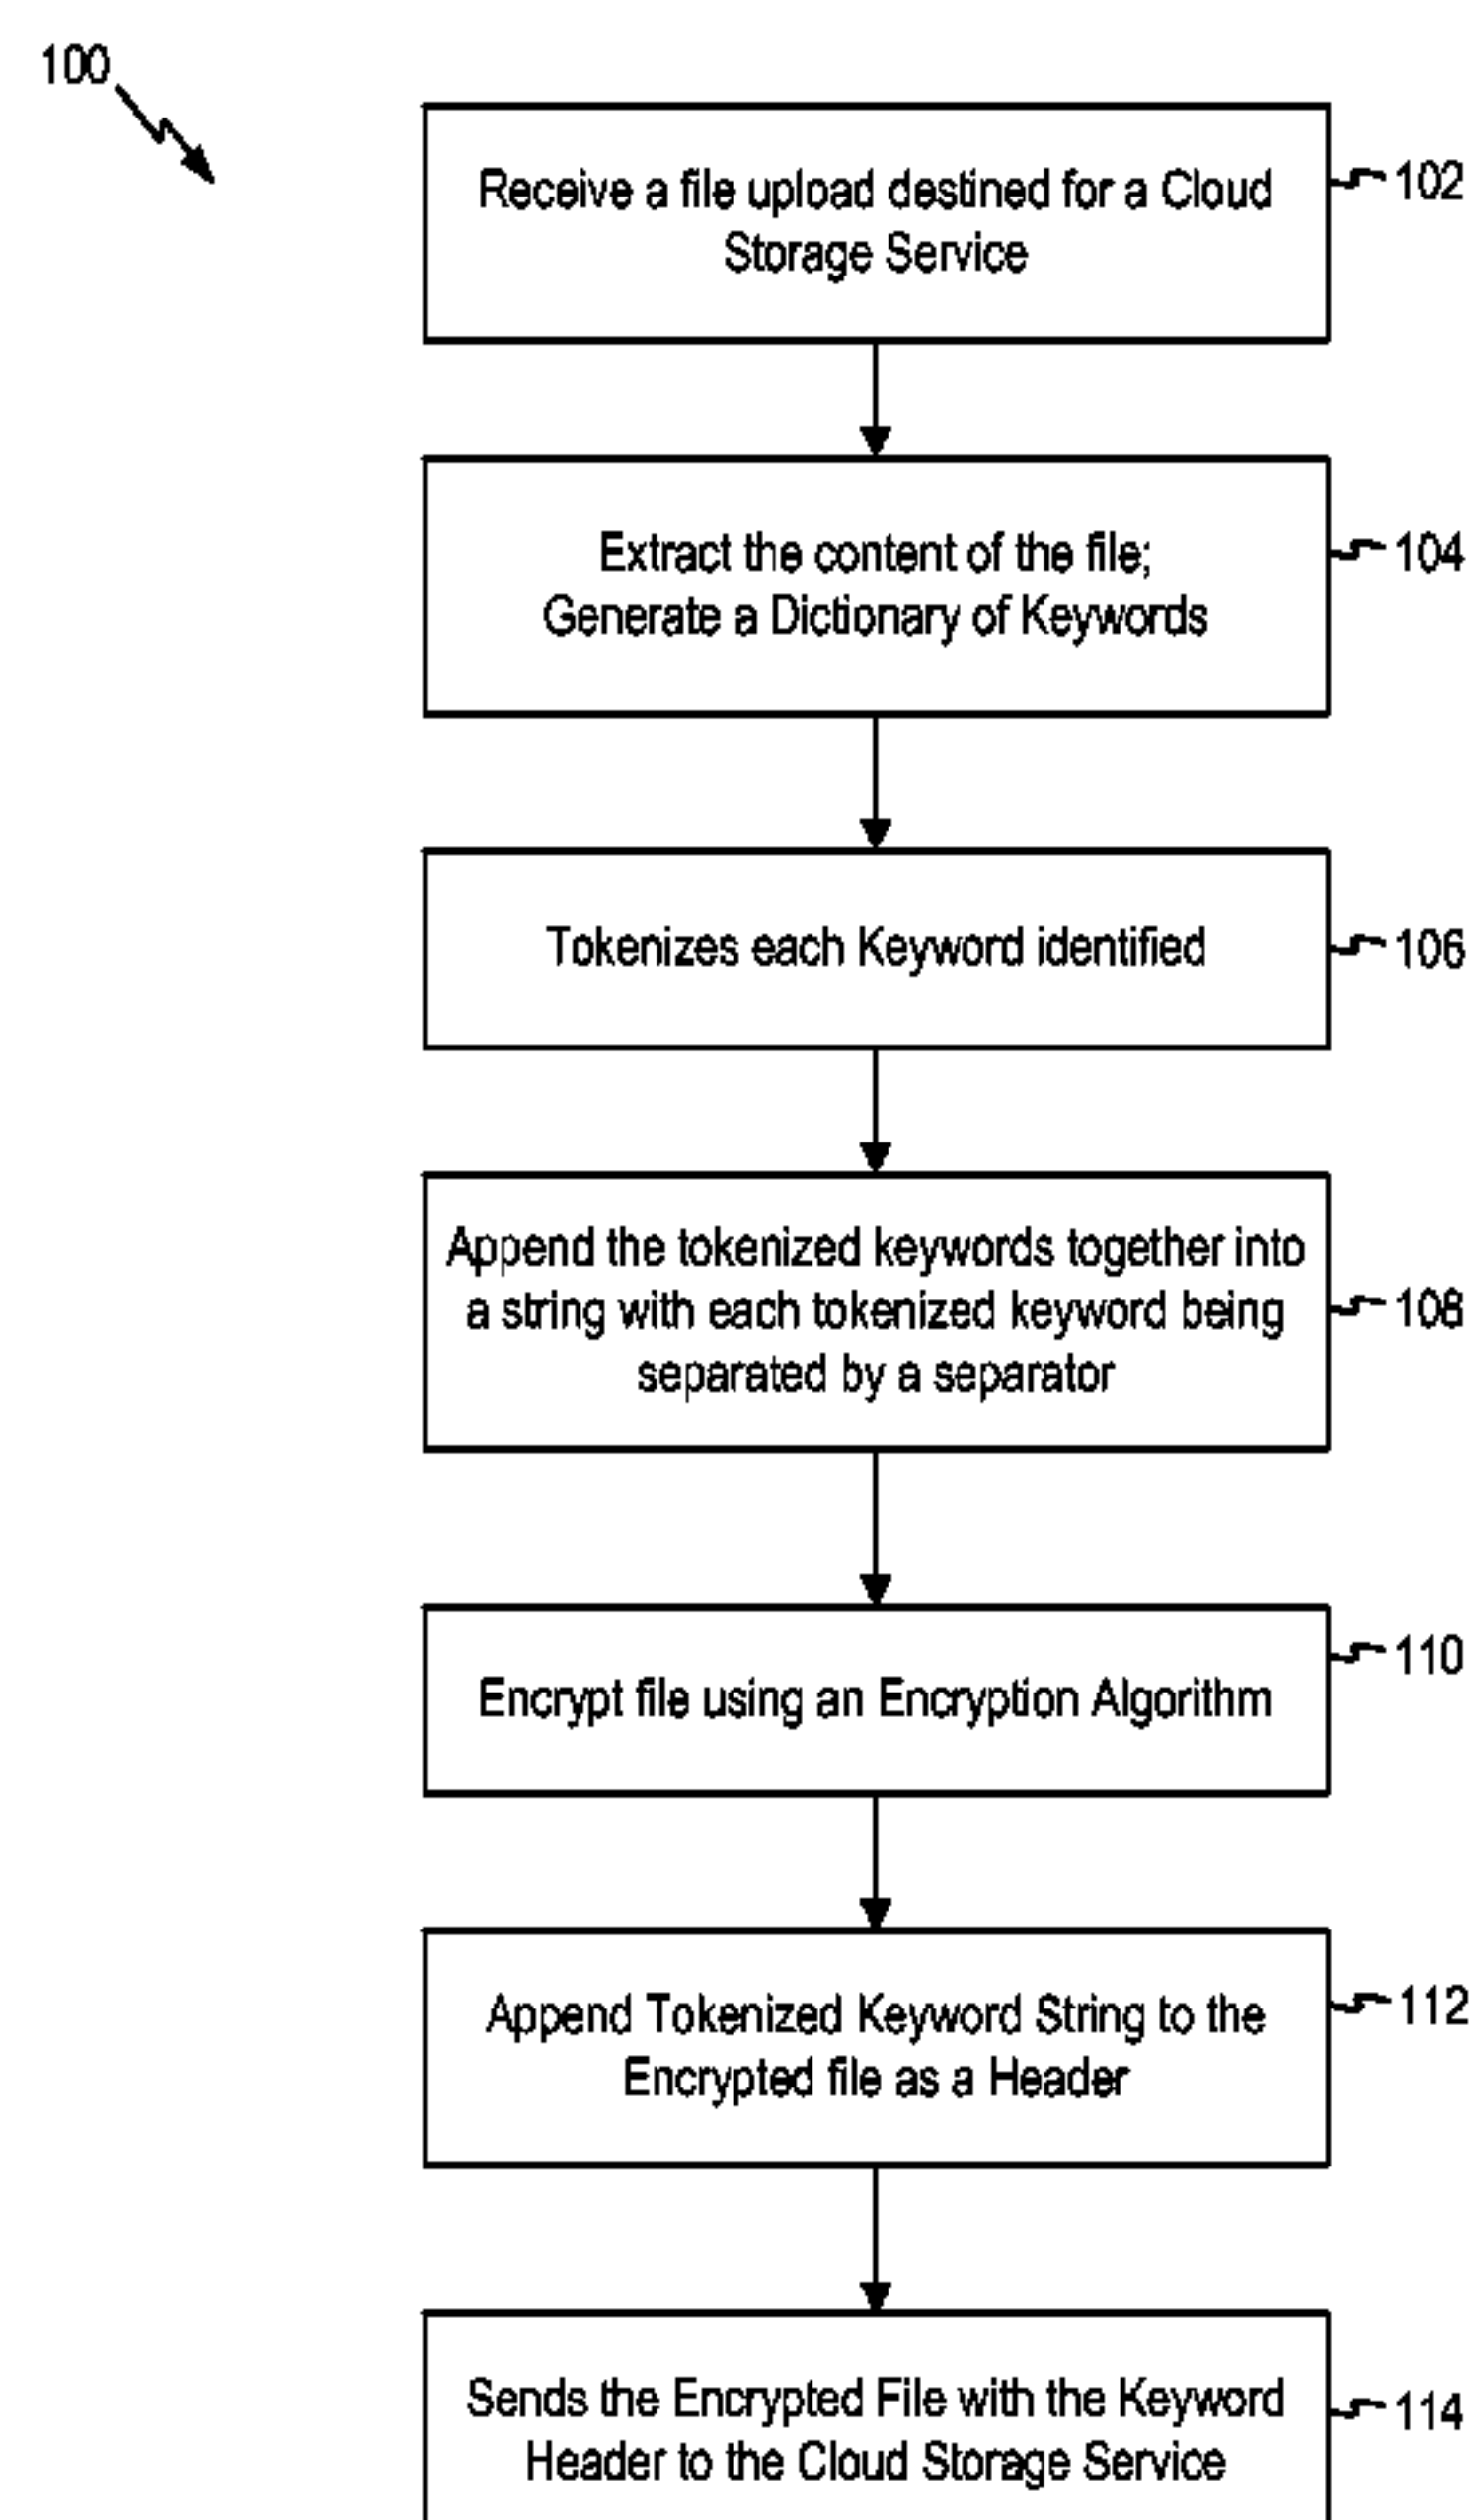 100
Receive a file upload destined for a Cloud
Storage Service
102
Extract the content of the file;
Generate a Dictionary of Keywords
104
Tokenizes each Keyword identified
106
Append the tokenized keywords together into
a string with each tokenized keyword being
separated by a separator
108
Encrypt file using an Encryption Algorithm
110
Append Tokenized Keyword String to the
Encrypted file as a Header
112
Sends the Encrypted File with the Keyword
Header to the Cloud Storage Service
114